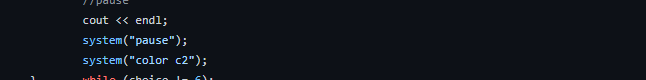 //pause
cout << endl;
system("pause");
system("color c2");
} while (choice != 6);